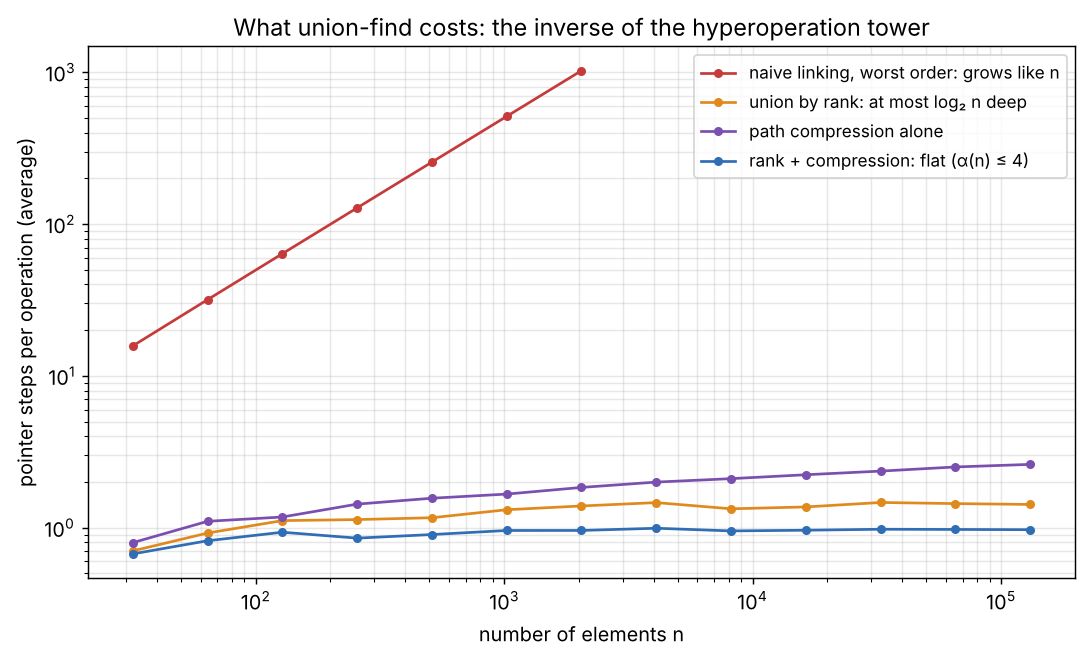 What union-find costs: the inverse of the hyperoperation tower
naive linking, worst order: grows like n
union by rank: at most log₂ n deep
path compression alone
rank + compression: flat (α(n) ≤ 4)
pointer steps per operation (average)
10³
10²
10¹
10⁰
10²
10³
10⁴
10⁵
number of elements n